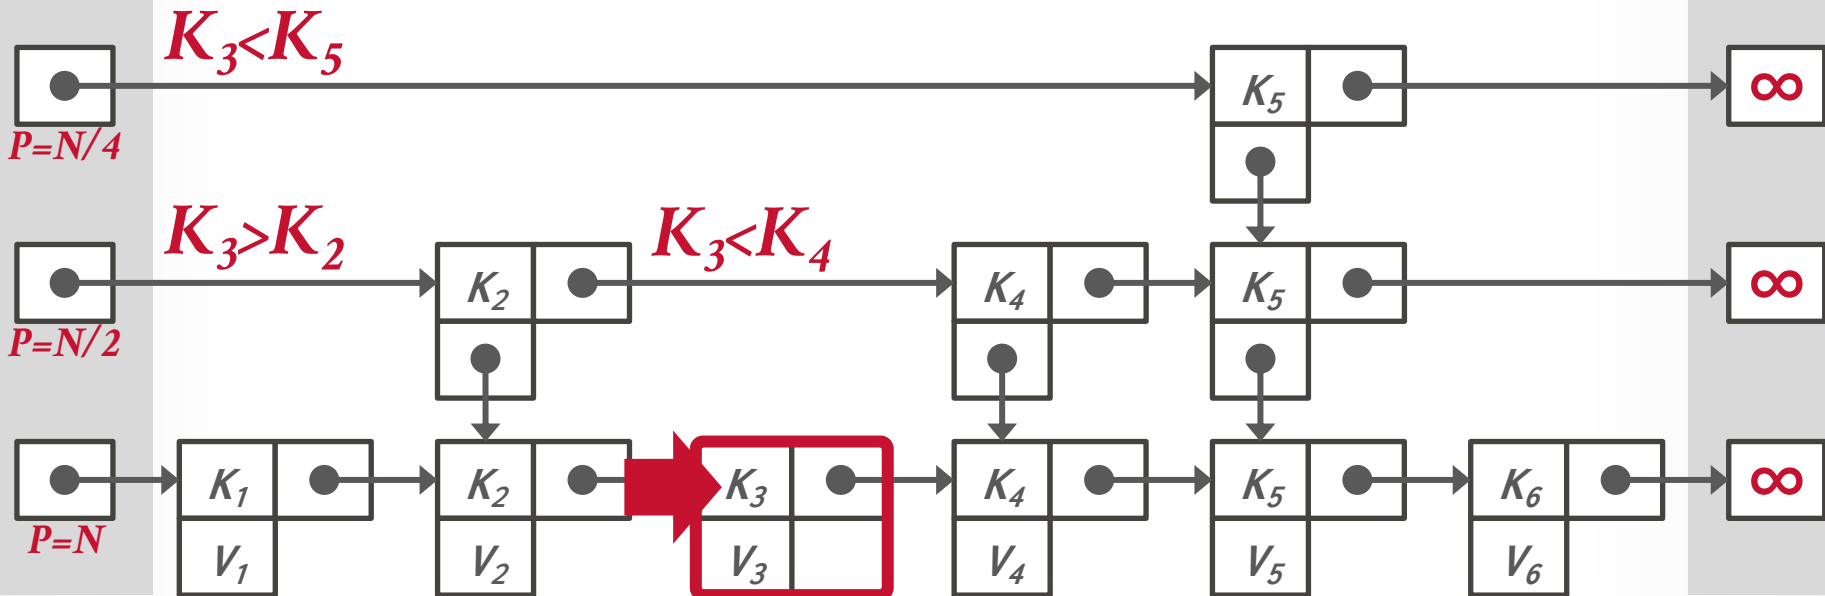 K₃<K₅
K₅ ∞
P=N/4
K₃>K₂ K₃<K₄
K₂ K₄ K₅ ∞
P=N/2
K₁ K₂ K₃ K₄ K₅ K₆ ∞
P=N
V₁ V₂ V₃ V₄ V₅ V₆